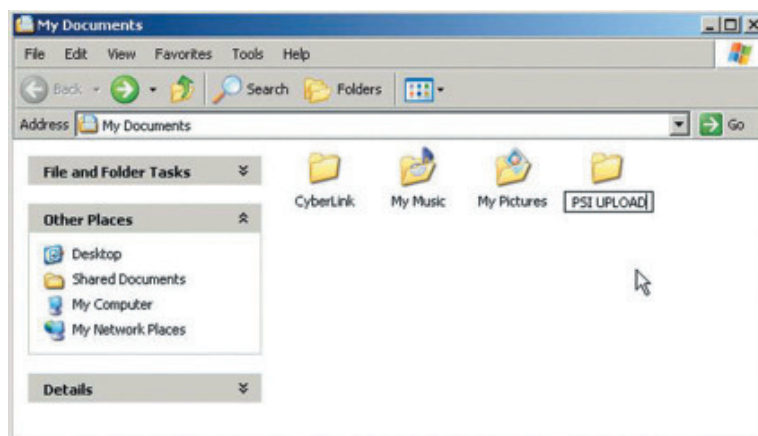 My Documents
File Edit View Favorites Tools Help
Back Search Folders
Address My Documents Go
File and Folder Tasks
Other Places
Desktop
Shared Documents
My Computer
My Network Places
Details
CyberLink My Music My Pictures PSI UPLOAD